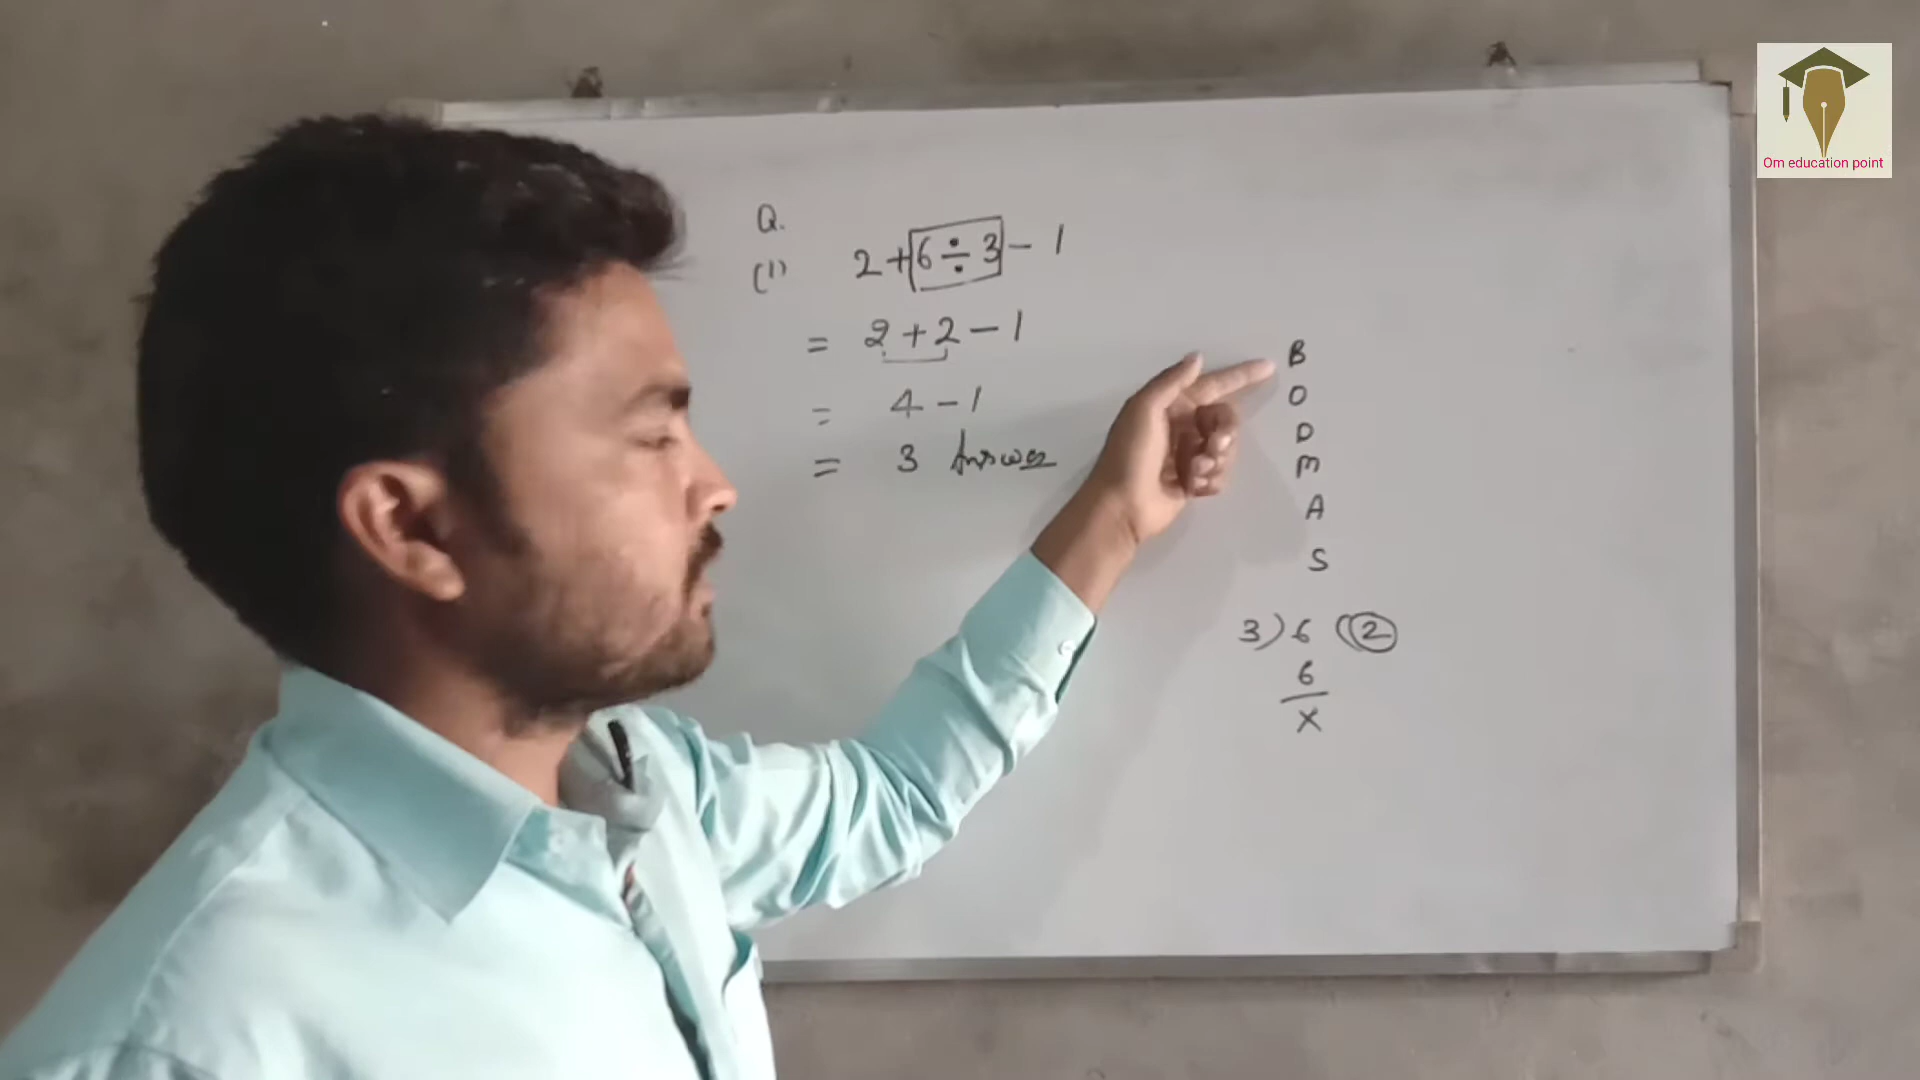 Q.
(1) 2+6÷3-1
= 2+2-1
= 4-1
= 3 Answer
B
O
D
M
A
S
3)6(2
6
x
Om education point